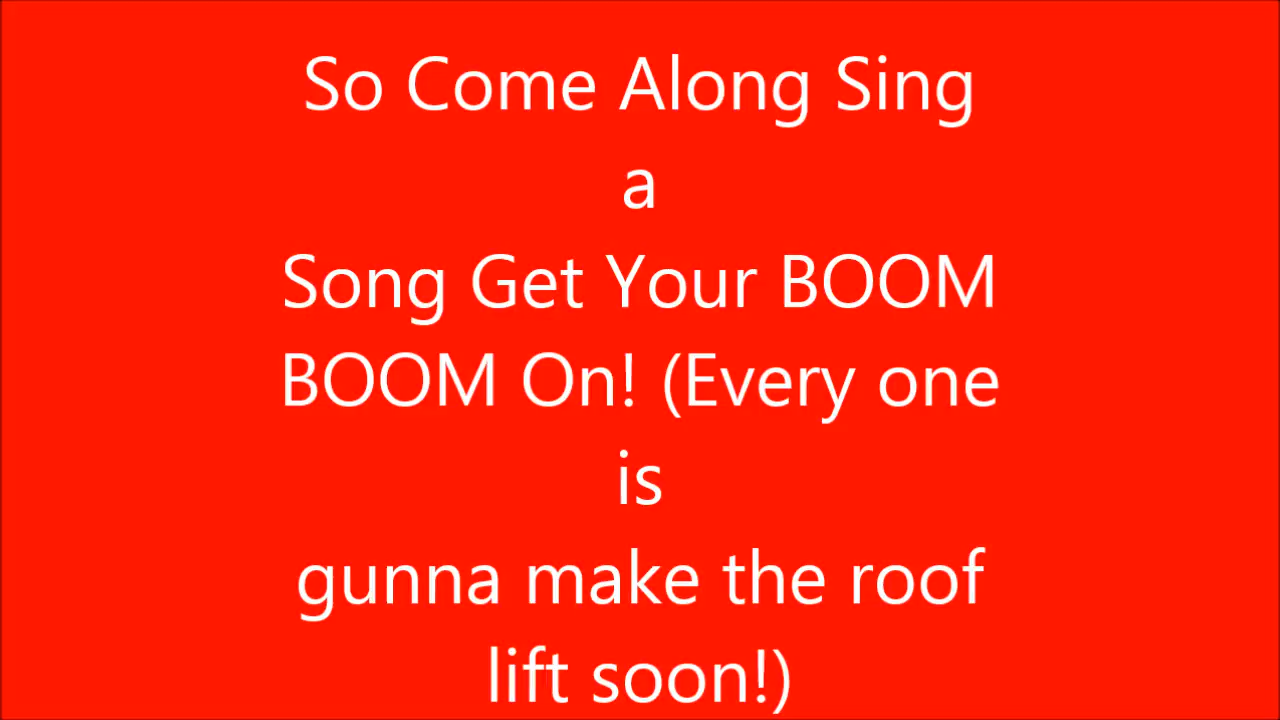 So Come Along Sing
a
Song Get Your BOOM
BOOM On! (Every one
is
gunna make the roof
lift soon!)